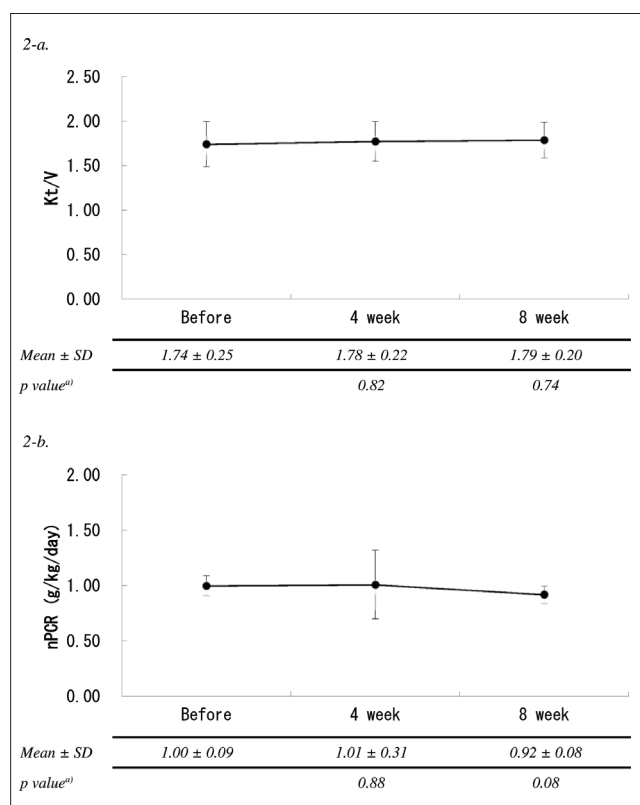 2-a.
2.50
2.00
1.50
1.00
0.50
0.00
Kt/V
Before 4 week 8 week
Mean ± SD 1.74 ± 0.25 1.78 ± 0.22 1.79 ± 0.20
p value a) 0.82 0.74
2-b.
2.00
1.50
1.00
0.50
0.00
nPCR (g/kg/day)
Before 4 week 8 week
Mean ± SD 1.00 ± 0.09 1.01 ± 0.31 0.92 ± 0.08
p value a) 0.88 0.08